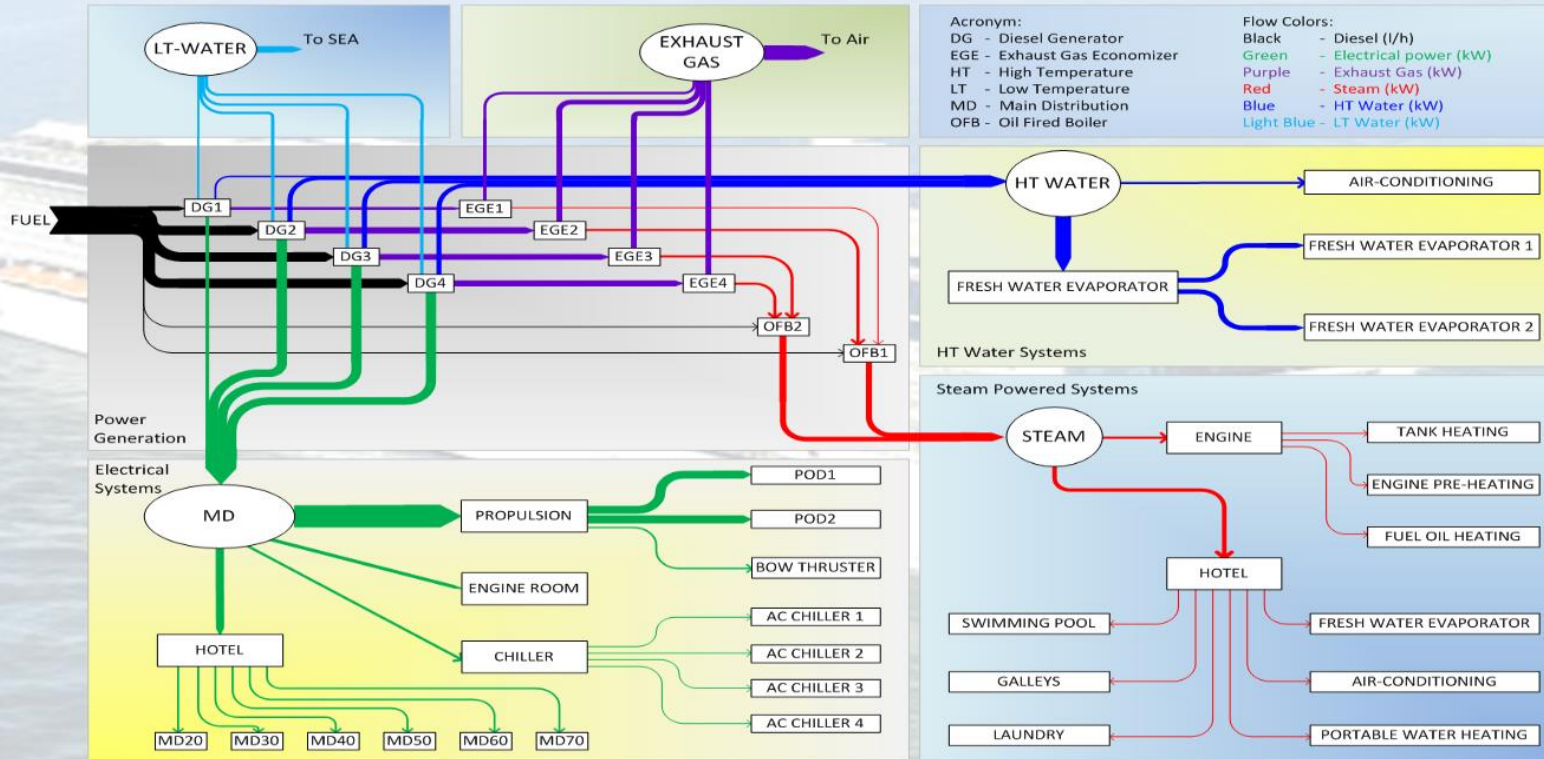 LT-WATER
To SEA
EXHAUST
GAS
To Air
Acronym:
DG - Diesel Generator
EGE - Exhaust Gas Economizer
HT - High Temperature
LT - Low Temperature
MD - Main Distribution
OFB - Oil Fired Boiler
Flow Colors:
Black - Diesel (l/h)
Green - Electrical power (kW)
Purple - Exhaust Gas (kW)
Red - Steam (kW)
Blue - HT Water (kW)
Light Blue - LT Water (kW)
FUEL
DG1
DG2
DG3
DG4
EGE1
EGE2
EGE3
EGE4
OFB2
OFB1
Power
Generation
HT WATER
AIR-CONDITIONING
FRESH WATER EVAPORATOR
FRESH WATER EVAPORATOR 1
FRESH WATER EVAPORATOR 2
HT Water Systems
Electrical
Systems
MD
PROPULSION
POD1
POD2
BOW THRUSTER
ENGINE ROOM
CHILLER
AC CHILLER 1
AC CHILLER 2
AC CHILLER 3
AC CHILLER 4
HOTEL
MD20
MD30
MD40
MD50
MD60
MD70
Steam Powered Systems
STEAM
ENGINE
TANK HEATING
ENGINE PRE-HEATING
FUEL OIL HEATING
HOTEL
SWIMMING POOL
GALLEYS
LAUNDRY
FRESH WATER EVAPORATOR
AIR-CONDITIONING
PORTABLE WATER HEATING